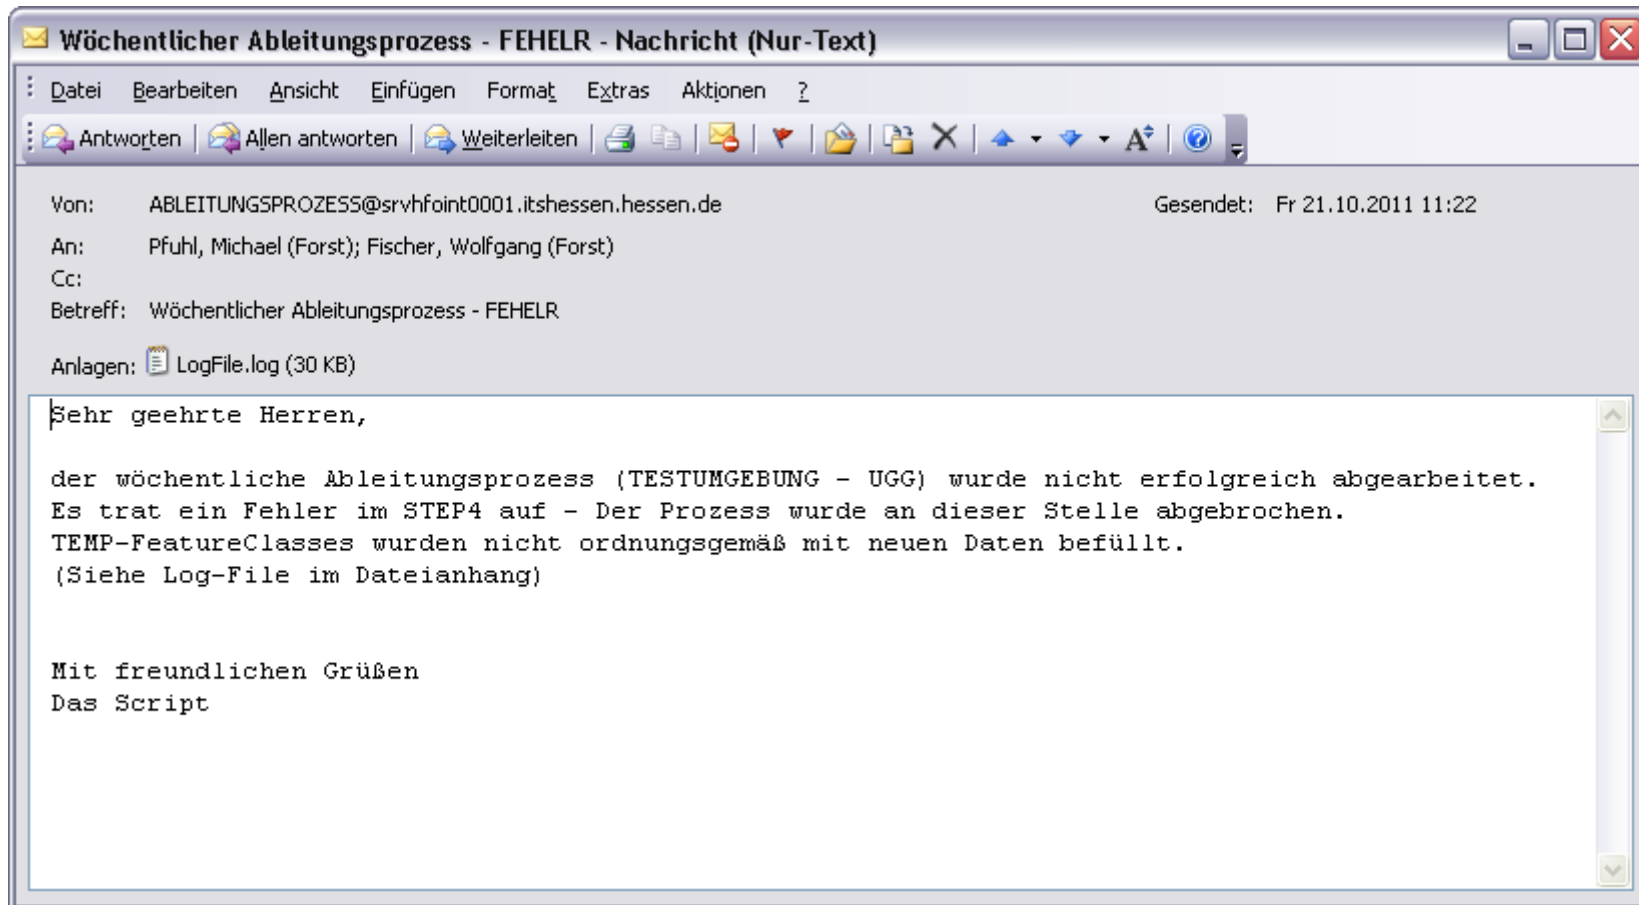 Wöchentlicher Ableitungsprozess - FEHELR - Nachricht (Nur-Text)
Datei Bearbeiten Ansicht Einfügen Format Extras Aktionen ?
Antworten Allen antworten Weiterleiten
Von: ABLEITUNGSPROZESS@srvhfoint0001.itshessen.hessen.de Gesendet: Fr 21.10.2011 11:22
An: Pfuhl, Michael (Forst); Fischer, Wolfgang (Forst)
Cc:
Betreff: Wöchentlicher Ableitungsprozess - FEHELR
Anlagen: LogFile.log (30 KB)
Sehr geehrte Herren,
der wöchentliche Ableitungsprozess (TESTUMGEBUNG - UGG) wurde nicht erfolgreich abgearbeitet.
Es trat ein Fehler im STEP4 auf - Der Prozess wurde an dieser Stelle abgebrochen.
TEMP-FeatureClasses wurden nicht ordnungsgemäß mit neuen Daten befüllt.
(Siehe Log-File im Dateianhang)
Mit freundlichen Grüßen
Das Script